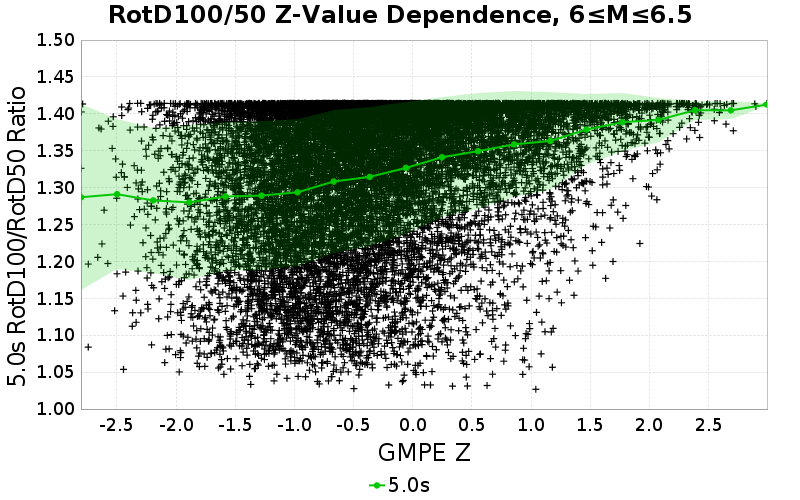 RotD100/50 Z-Value Dependence, 6≤M≤6.5
5.0s RotD100/RotD50 Ratio
1.50
1.45
1.40
1.35
1.30
1.25
1.20
1.15
1.10
1.05
1.00
-2.5 -2.0 -1.5 -1.0 -0.5 0.0 0.5 1.0 1.5 2.0 2.5
GMPE Z
5.0s